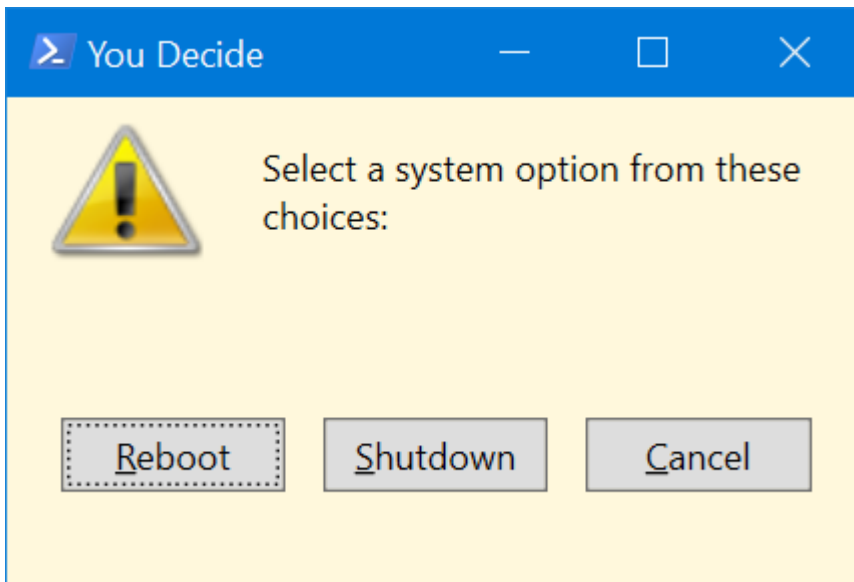 You Decide
Select a system option from these
choices:
Reboot Shutdown Cancel